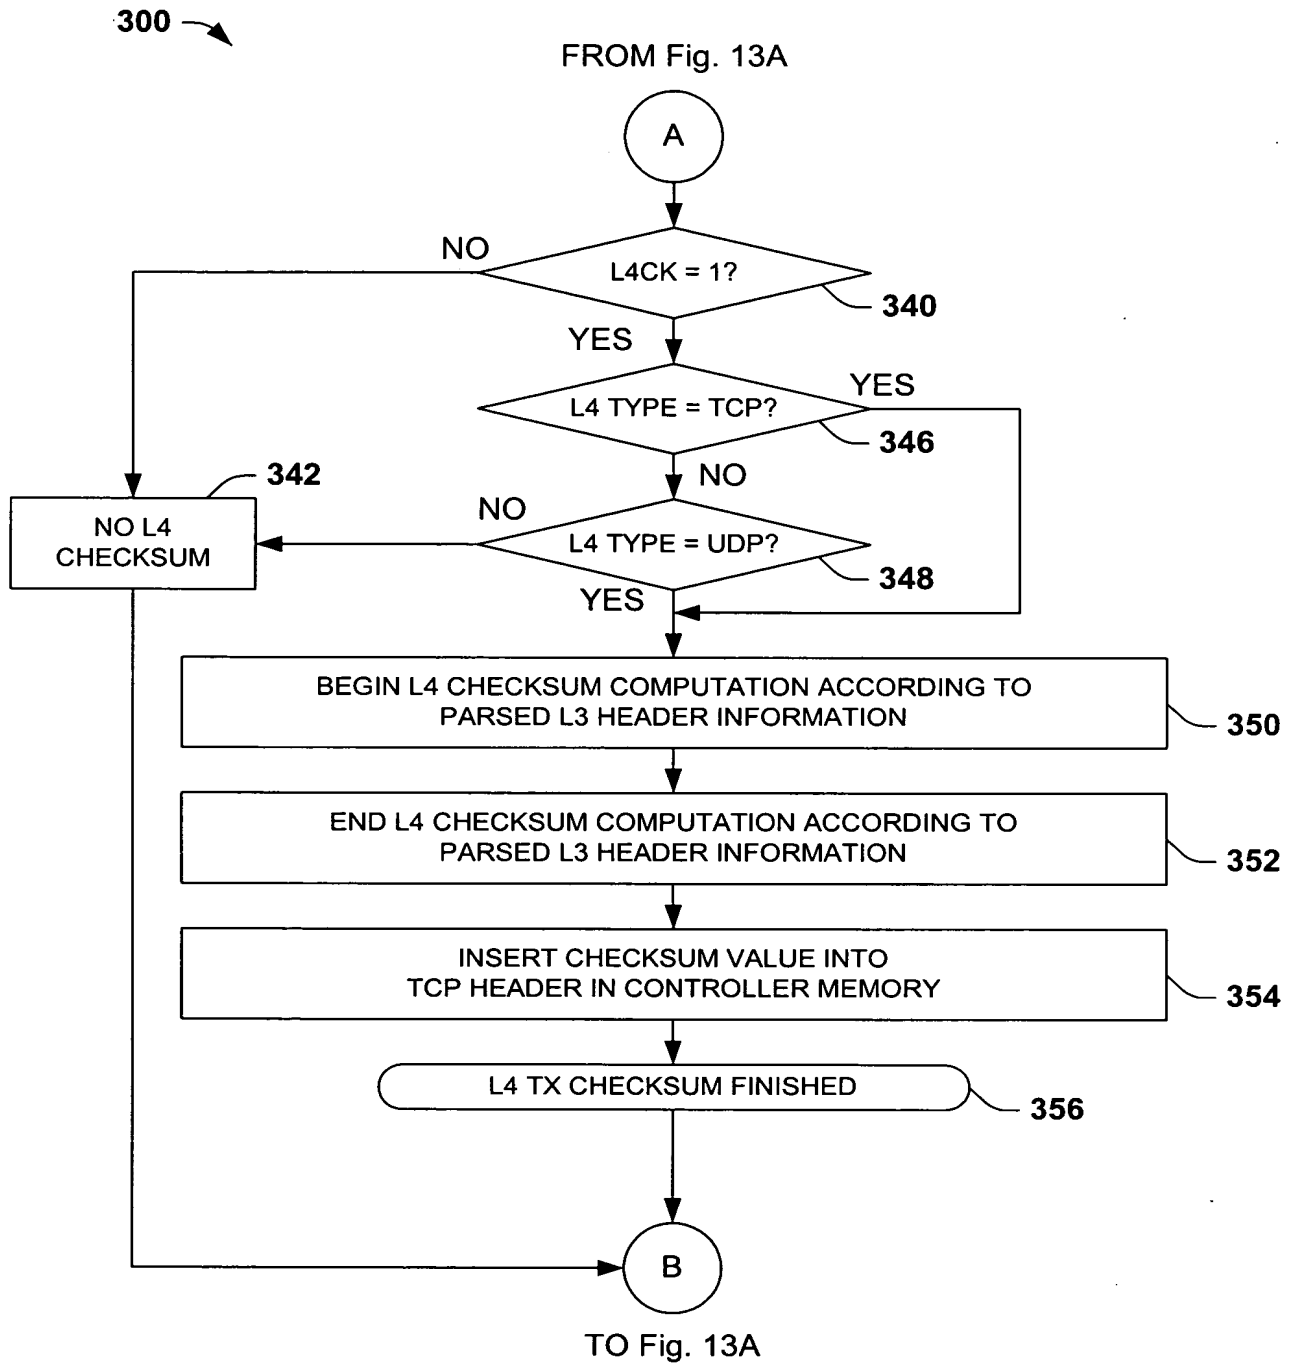 300
FROM Fig. 13A
A
NO
L4CK = 1?
340
YES
YES
L4 TYPE = TCP?
346
342
NO
NO
NO L4
CHECKSUM
L4 TYPE = UDP?
348
YES
BEGIN L4 CHECKSUM COMPUTATION ACCORDING TO
PARSED L3 HEADER INFORMATION
350
END L4 CHECKSUM COMPUTATION ACCORDING TO
PARSED L3 HEADER INFORMATION
352
INSERT CHECKSUM VALUE INTO
TCP HEADER IN CONTROLLER MEMORY
354
L4 TX CHECKSUM FINISHED
356
B
TO Fig. 13A